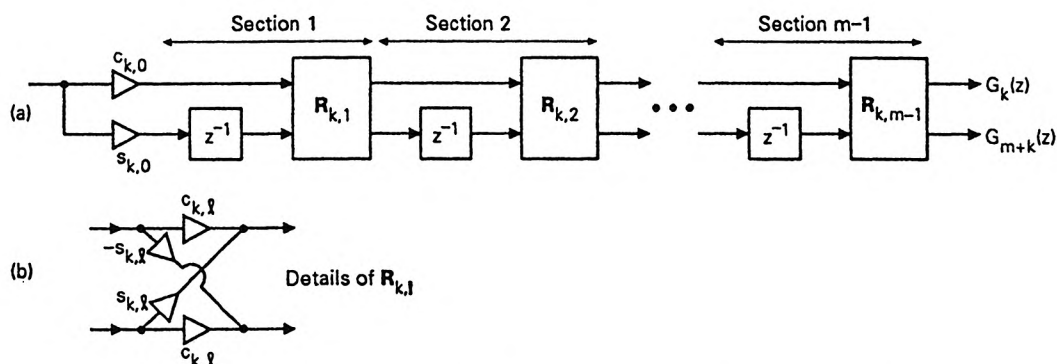 Section 1 Section 2 Section m–1
c_{k,0}
(a) R_{k,1} R_{k,2} • • • R_{k,m−1} G_k(z)
z^{−1} z^{−1} z^{−1} G_{m+k}(z)
s_{k,0}
c_{k,ℓ}
−s_{k,ℓ}
(b) Details of R_{k,ℓ}
s_{k,ℓ}
c_{k,ℓ}